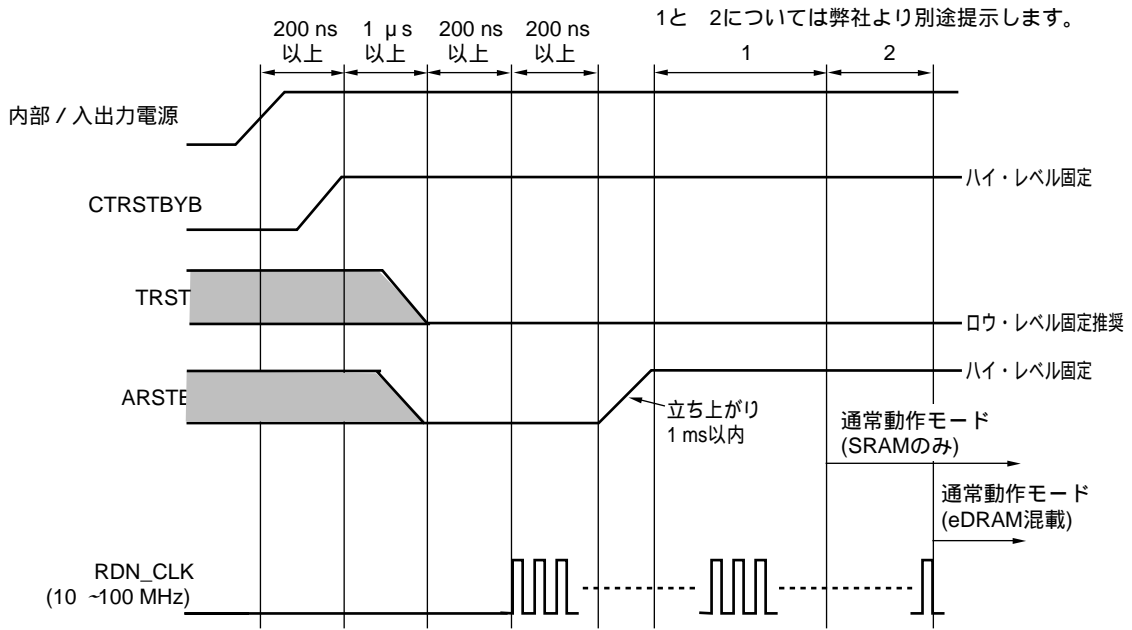 1と　2については弊社より別途提示します。
200 ns 以上
1 μs 以上
200 ns 以上
200 ns 以上
1
2
内部 / 入出力電源
CTRSTBYB
ハイ・レベル固定
TRST
ロウ・レベル固定推奨
ハイ・レベル固定
ARSTB
立ち上がり
1 ms以内
通常動作モード
(SRAMのみ)
通常動作モード
(eDRAM混載)
RDN_CLK
(10 ~100 MHz)